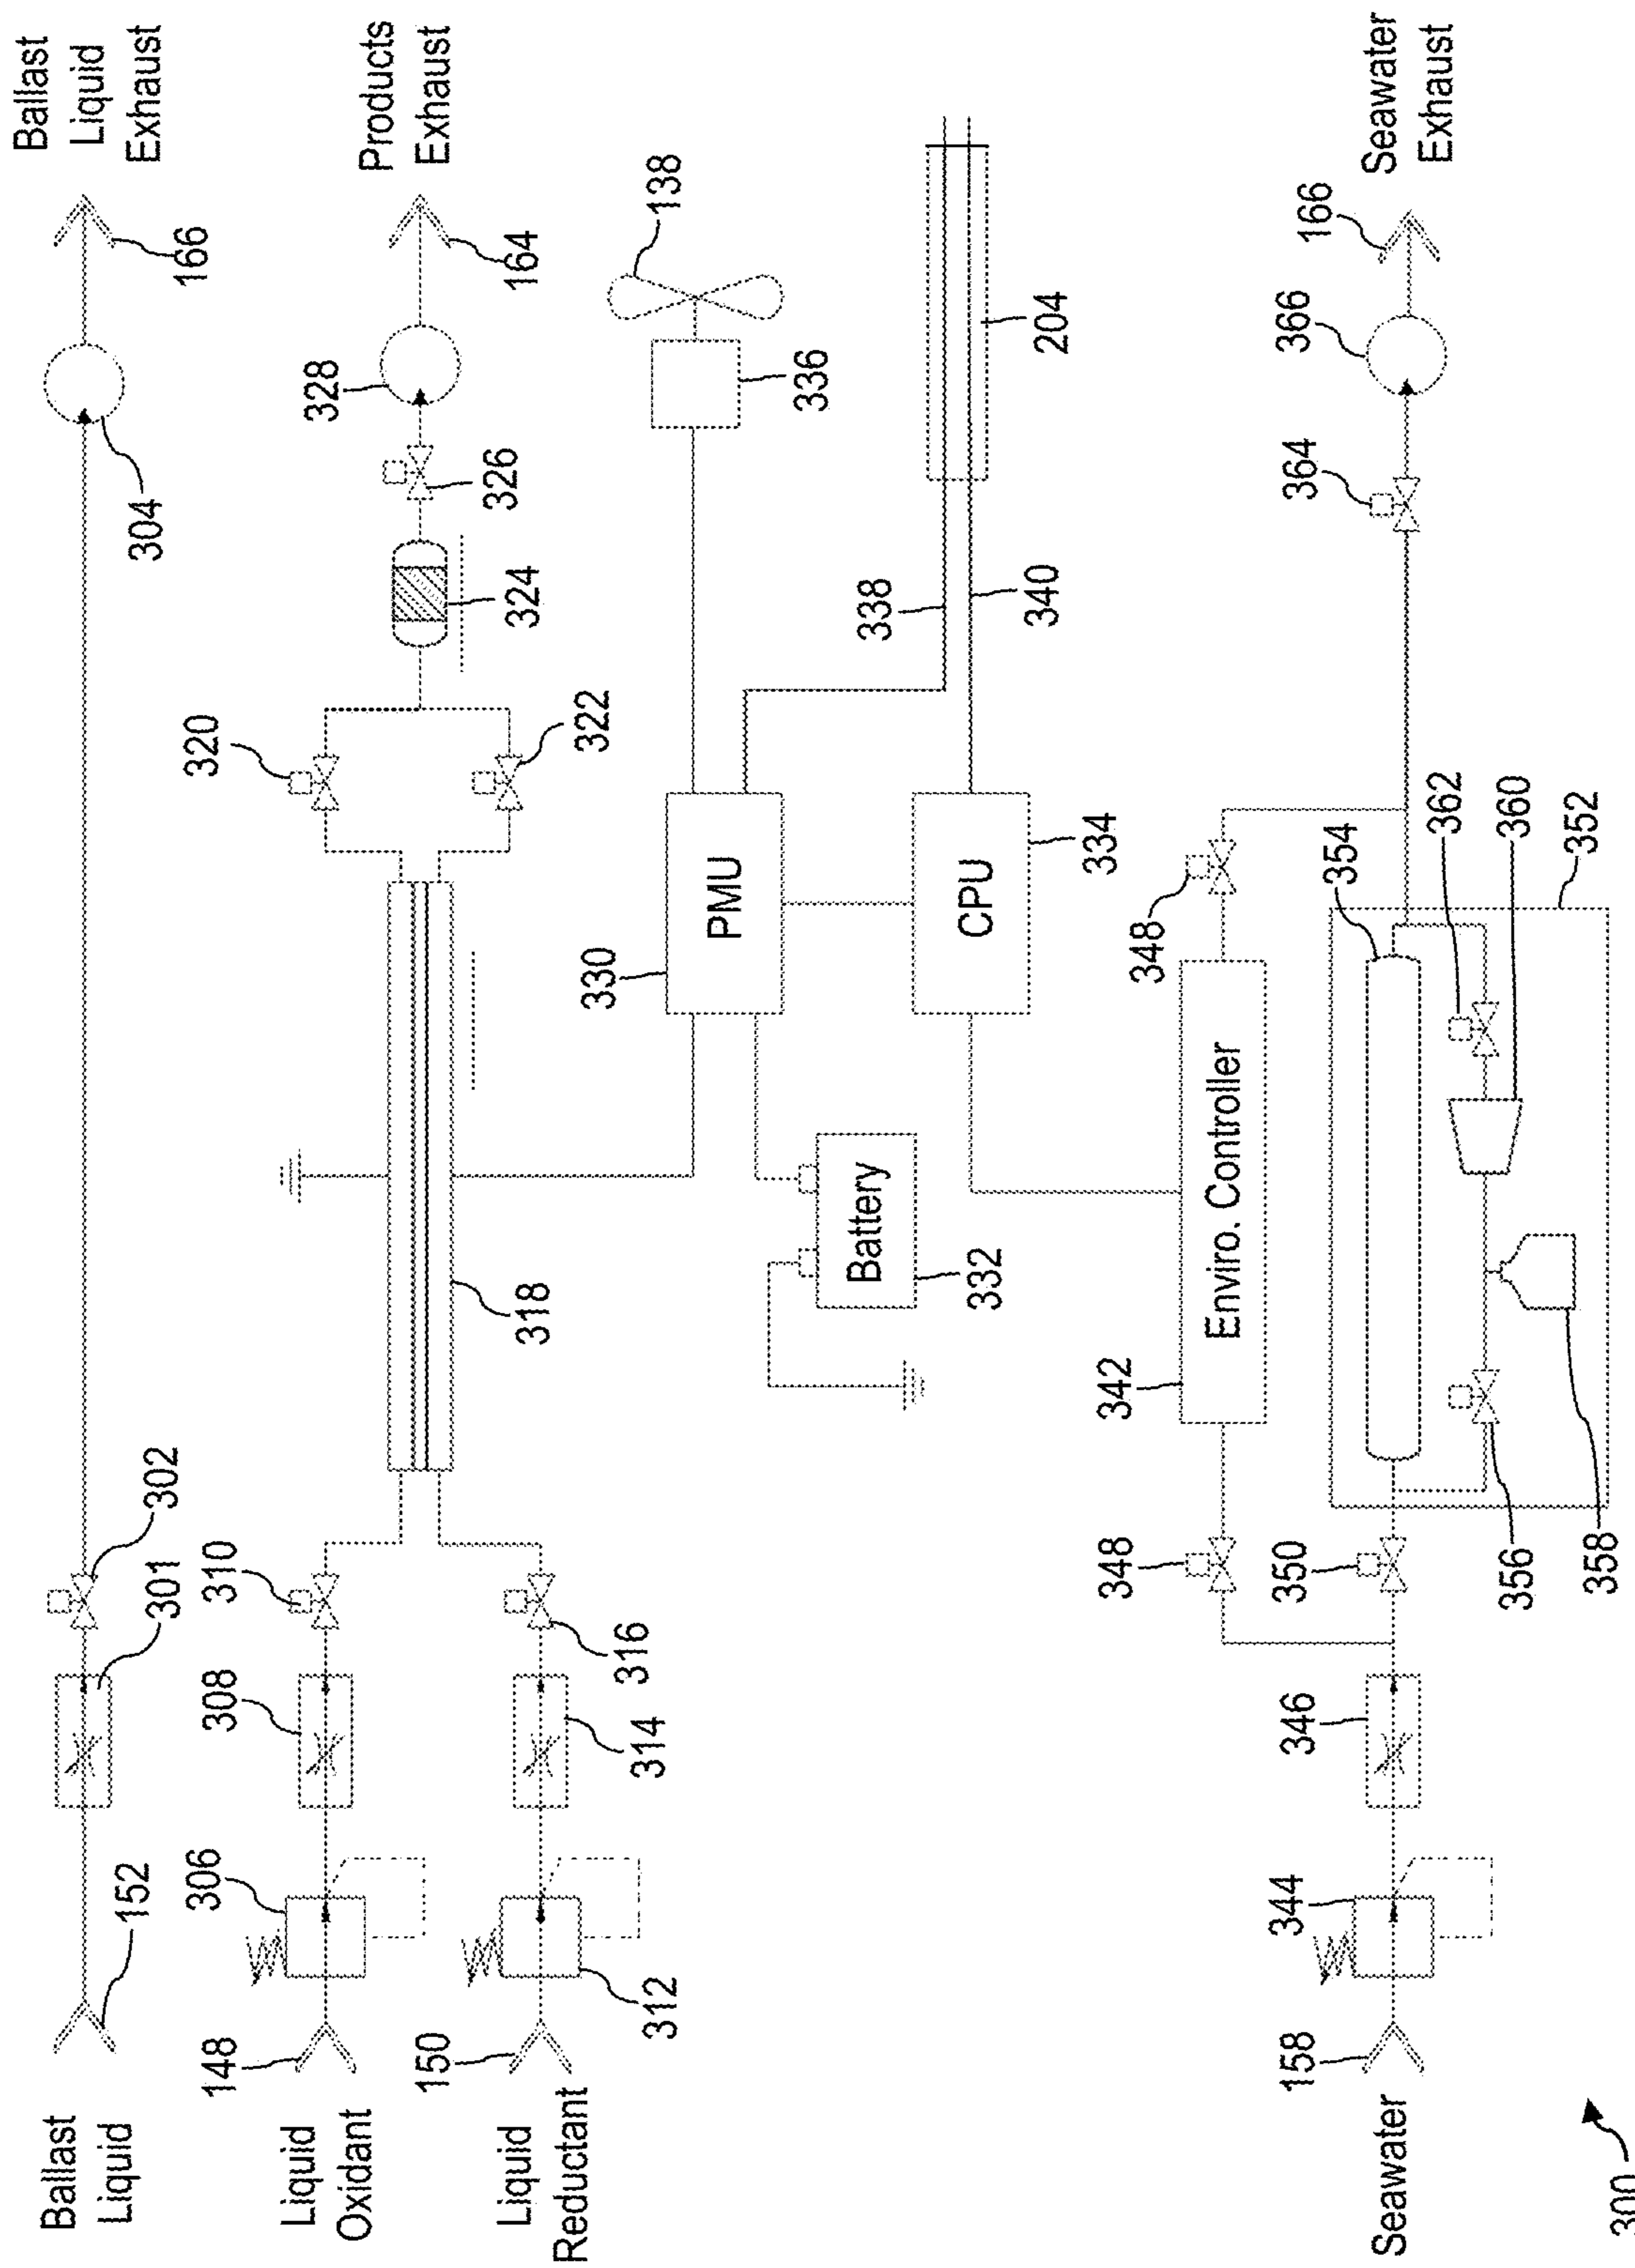 Ballast
Liquid
Exhaust
Products
Exhaust
Seawater
Exhaust
166
164
138
166
304
328
336
204
366
326
324
338
340
364
320
322
330
PMU
334
CPU
348
354
362
360
352
318
Battery
332
342
Enviro. Controller
302
301
310
316
308
314
348
350
356
358
346
152
306
312
344
148
150
158
Ballast
Liquid
Liquid
Oxidant
Liquid
Reductant
Seawater
300